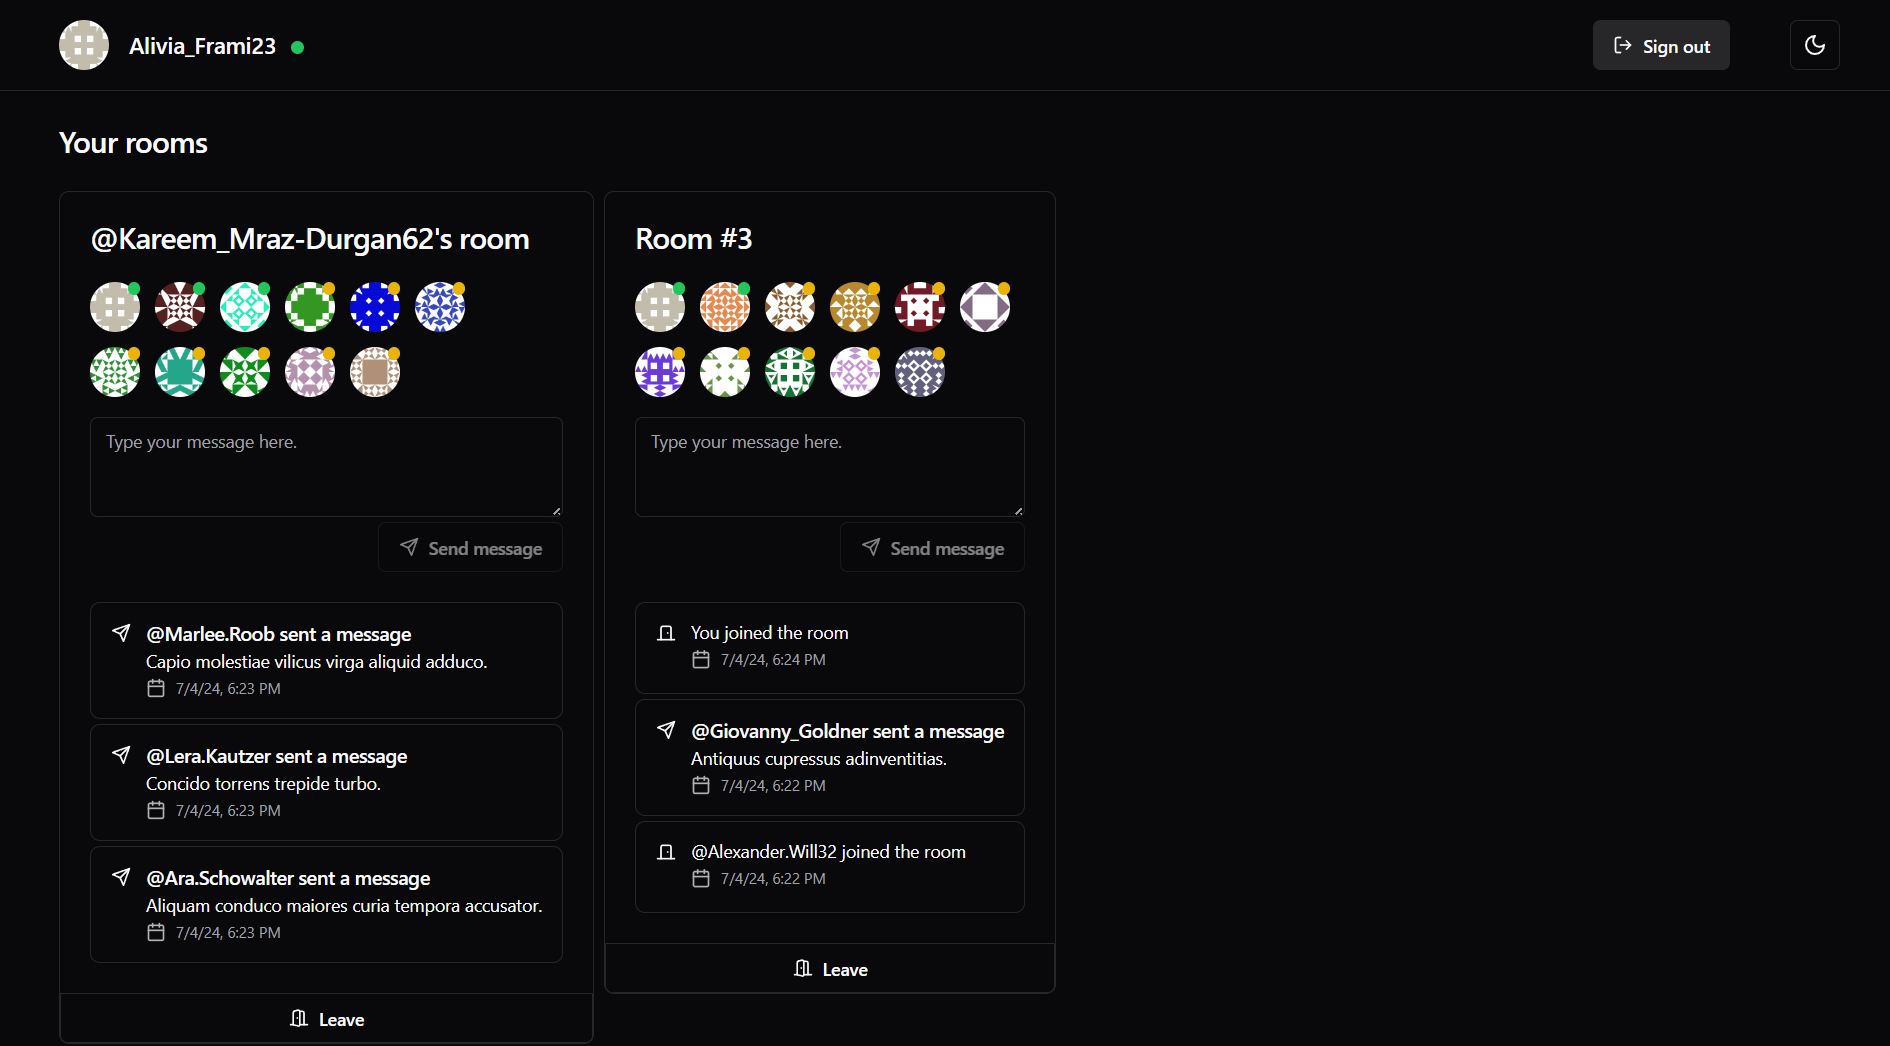 Alivia_Frami23
Sign out
Your rooms
@Kareem_Mraz-Durgan62's room
Type your message here.
Send message
@Marlee.Roob sent a message
Capio molestiae vilicus virga aliquid adduco.
7/4/24, 6:23 PM
@Lera.Kautzer sent a message
Concido torrens trepide turbo.
7/4/24, 6:23 PM
@Ara.Schowalter sent a message
Aliquam conduco maiores curia tempora accusator.
7/4/24, 6:23 PM
Leave
Room #3
Type your message here.
Send message
You joined the room
7/4/24, 6:24 PM
@Giovanny_Goldner sent a message
Antiquus cupressus adinventitias.
7/4/24, 6:22 PM
@Alexander.Will32 joined the room
7/4/24, 6:22 PM
Leave